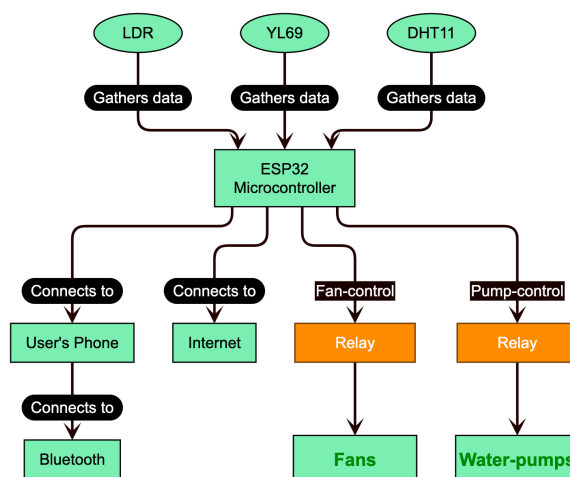 LDR
YL69
DHT11
Gathers data
Gathers data
Gathers data
ESP32
Microcontroller
Connects to
Connects to
Fan-control
Pump-control
User's Phone
Internet
Relay
Relay
Connects to
Bluetooth
Fans
Water-pumps